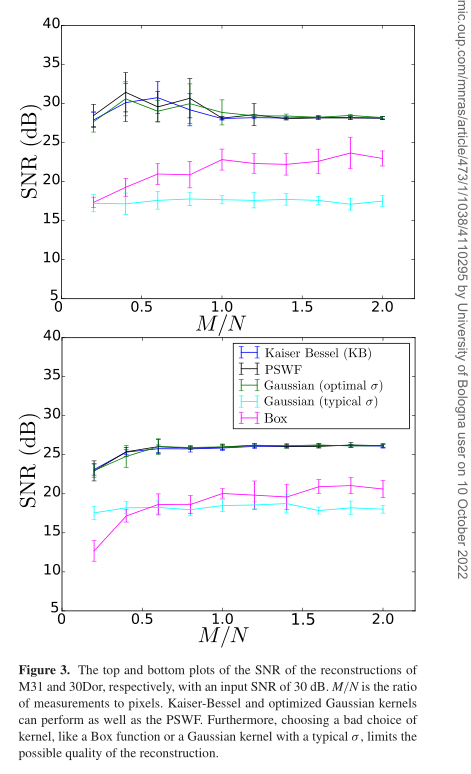 40
35
30
25
20
15
10
5
SNR (dB)
0
0.5
1.0
1.5
2.0
M/N
40
35
30
25
20
15
10
5
SNR (dB)
Kaiser Bessel (KB)
PSWF
Gaussian (optimal σ)
Gaussian (typical σ)
Box
0
0.5
1.0
1.5
2.0
M/N
Figure 3. The top and bottom plots of the SNR of the reconstructions of
M31 and 30Dor, respectively, with an input SNR of 30 dB. M/N is the ratio
of measurements to pixels. Kaiser-Bessel and optimized Gaussian kernels
can perform as well as the PSWF. Furthermore, choosing a bad choice of
kernel, like a Box function or a Gaussian kernel with a typical σ, limits the
possible quality of the reconstruction.
mic.oup.com/mnras/article/473/1/1038/4110295 by University of Bologna user on 10 October 2022